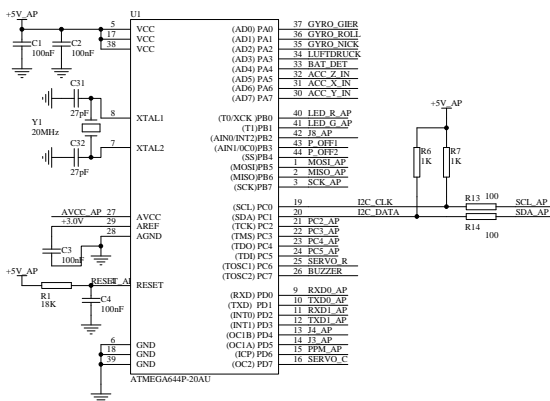 U1
+5V_AP
5 VCC (AD0) PA0 37 GYRO_GIER
17 VCC (AD1) PA1 36 GYRO_ROLL
38 VCC (AD2) PA2 35 GYRO_NICK
(AD3) PA3 34 LUFTDRUCK
(AD4) PA4 33 BAT_DET
(AD5) PA5 32 ACC_Z_IN
(AD6) PA6 31 ACC_X_IN
(AD7) PA7 30 ACC_Y_IN
C1 100nF
C2 100nF
C31 27pF
8 XTAL1
Y1 20MHz
7 XTAL2
C32 27pF
(T0/XCK )PB0 40 LED_R_AP
(T1)PB1 41 LED_G_AP
(AIN0/INT2)PB2 42 J8_AP
(AIN1/0C0)PB3 43 P_OFF1
(SS)PB4 44 P_OFF2
(MOSI)PB5 1 MOSI_AP
(MISO)PB6 2 MISO_AP
(SCK)PB7 3 SCK_AP
+5V_AP
R6 1K
R7 1K
(SCL) PC0 19 I2C_CLK R13 100 SCL_AP
(SDA) PC1 20 I2C_DATA R14 100 SDA_AP
(TCK) PC2 21 PC2_AP
(TMS) PC3 22 PC3_AP
(TDO) PC4 23 PC4_AP
(TDI) PC5 24 PC5_AP
(TOSC1) PC6 25 SERVO_R
(TOSC2) PC7 26 BUZZER
AVCC_AP 27 AVCC
+3.0V 29 AREF
28 AGND
C3 100nF
+5V_AP
RESET_AP RESET
R1 18K
C4 100nF
(RXD) PD0 9 RXD0_AP
(TXD) PD1 10 TXD0_AP
(INT0) PD2 11 RXD1_AP
(INT1) PD3 12 TXD1_AP
(OC1B) PD4 13 J4_AP
(OC1A) PD5 14 J3_AP
(ICP) PD6 15 PPM_AP
(OC2) PD7 16 SERVO_C
6 GND
18 GND
39 GND
ATMEGA644P-20AU